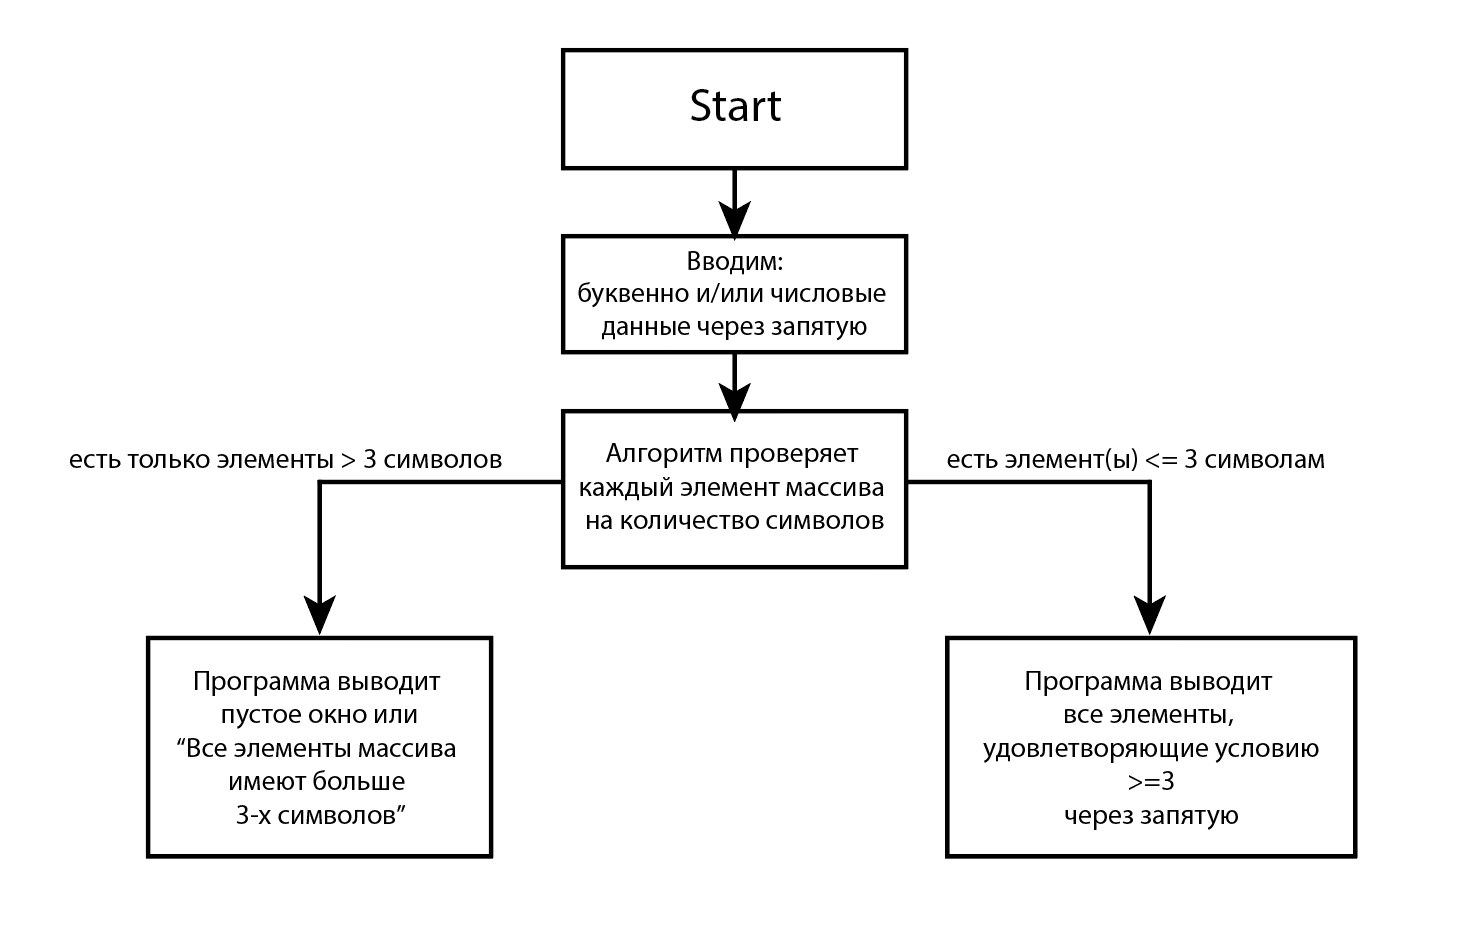 Start
Вводим:
буквенно и/или числовые
данные через запятую
есть только элементы > 3 символов
Алгоритм проверяет
каждый элемент массива
на количество символов
есть элемент(ы) <= 3 символам
Программа выводит
пустое окно или
“Все элементы массива
имеют больше
3-х символов”
Программа выводит
все элементы,
удовлетворяющие условию
>=3
через запятую